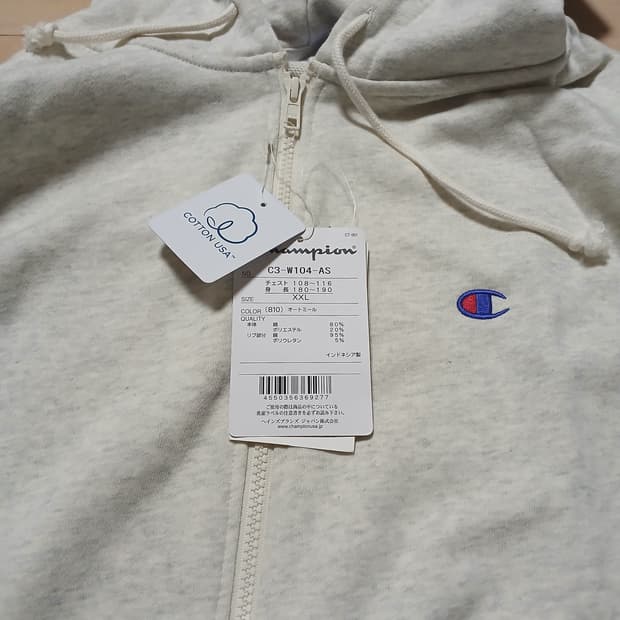 COTTON USA™
Champion
NO. C3-W104-AS
チェスト 108～116
身 長 180～190
SIZE XXL
COLOR (810) オートミール
QUALITY
本体 綿 80%
ポリエステル 20%
リブ部分 綿 95%
ポリウレタン 5%
インドネシア製
4550356369277
ご使用の際は商品の中についている
洗濯ラベルの注意書きを必ずお読み下さい。
ヘインズブランズ ジャパン株式会社
www.championusa.jp